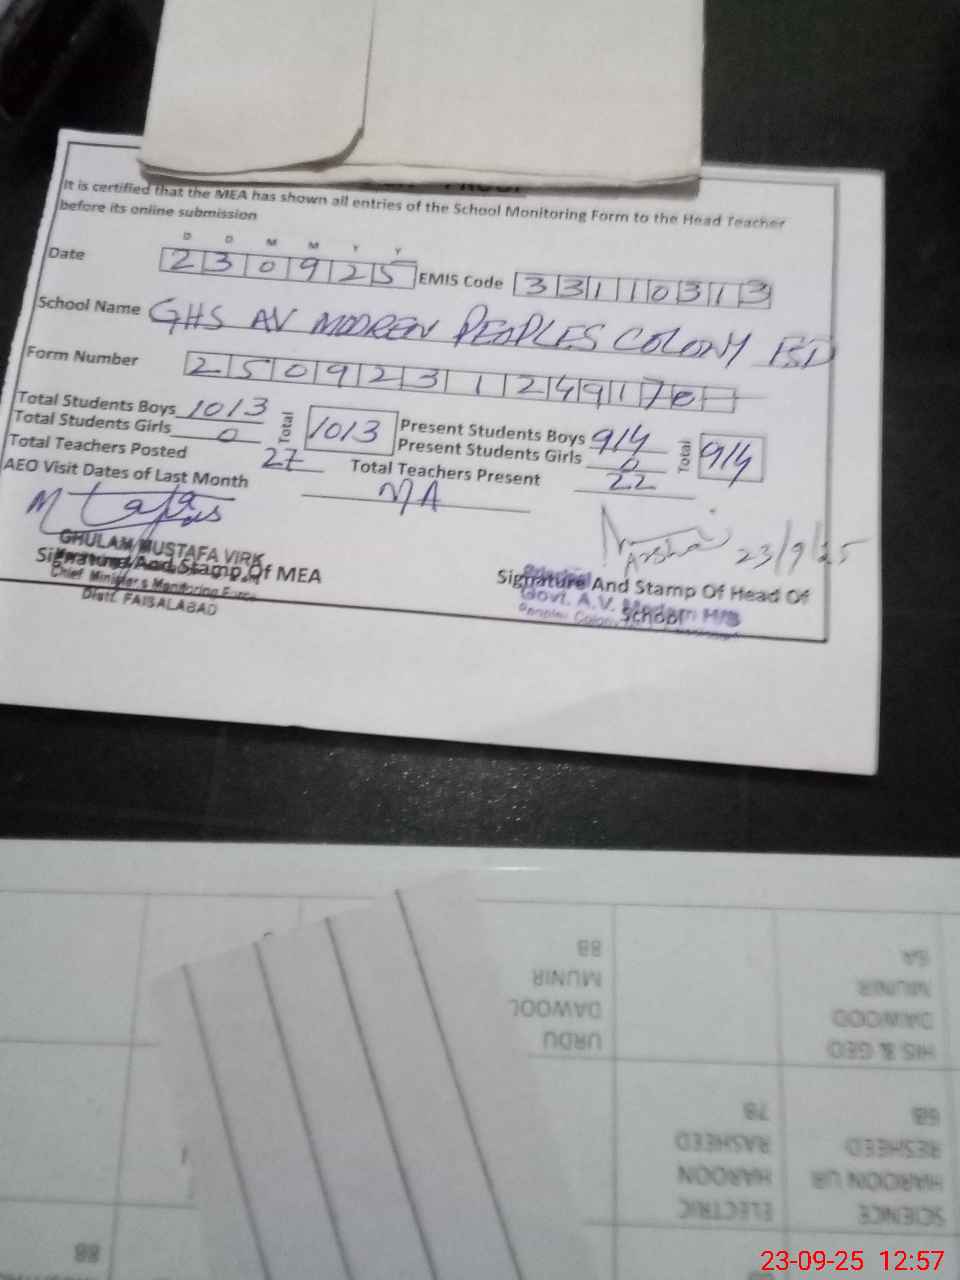 It is certified that the MEA has shown all entries of the School Monitoring Form to the Head Teacher
before its online submission
D D M M Y Y
Date 2 3 0 9 2 5 EMIS Code 3 3 1 1 0 3 1 3
School Name GHS AV MODREN PEOPLES COLONY FSD
Form Number 2 5 0 9 2 3 1 2 4 9 1 7
Total Students Boys 1013 Total 1013 Present Students Boys 914 Total 914
Total Students Girls 0 Present Students Girls 0
Total Teachers Posted 27 Total Teachers Present 22
AEO Visit Dates of Last Month NA
23/9/25
GHULAM MUSTAFA VIRK
Signature And Stamp Of MEA
Chief Minister's Monitoring Force
Distt. FAISALABAD
Signature And Stamp Of Head Of
School
Principal
Govt. A.V. Modern H/S
Peoples Colony
8B
MUNIR
DAWOOD
URDU
6A
MUNIR
DAWOOD
HIS & GEO
7B
RASHEED
HAROON
ELECTRIC
6B
RESHEED
HAROON UR
SCIENCE
8B
23-09-25 12:57